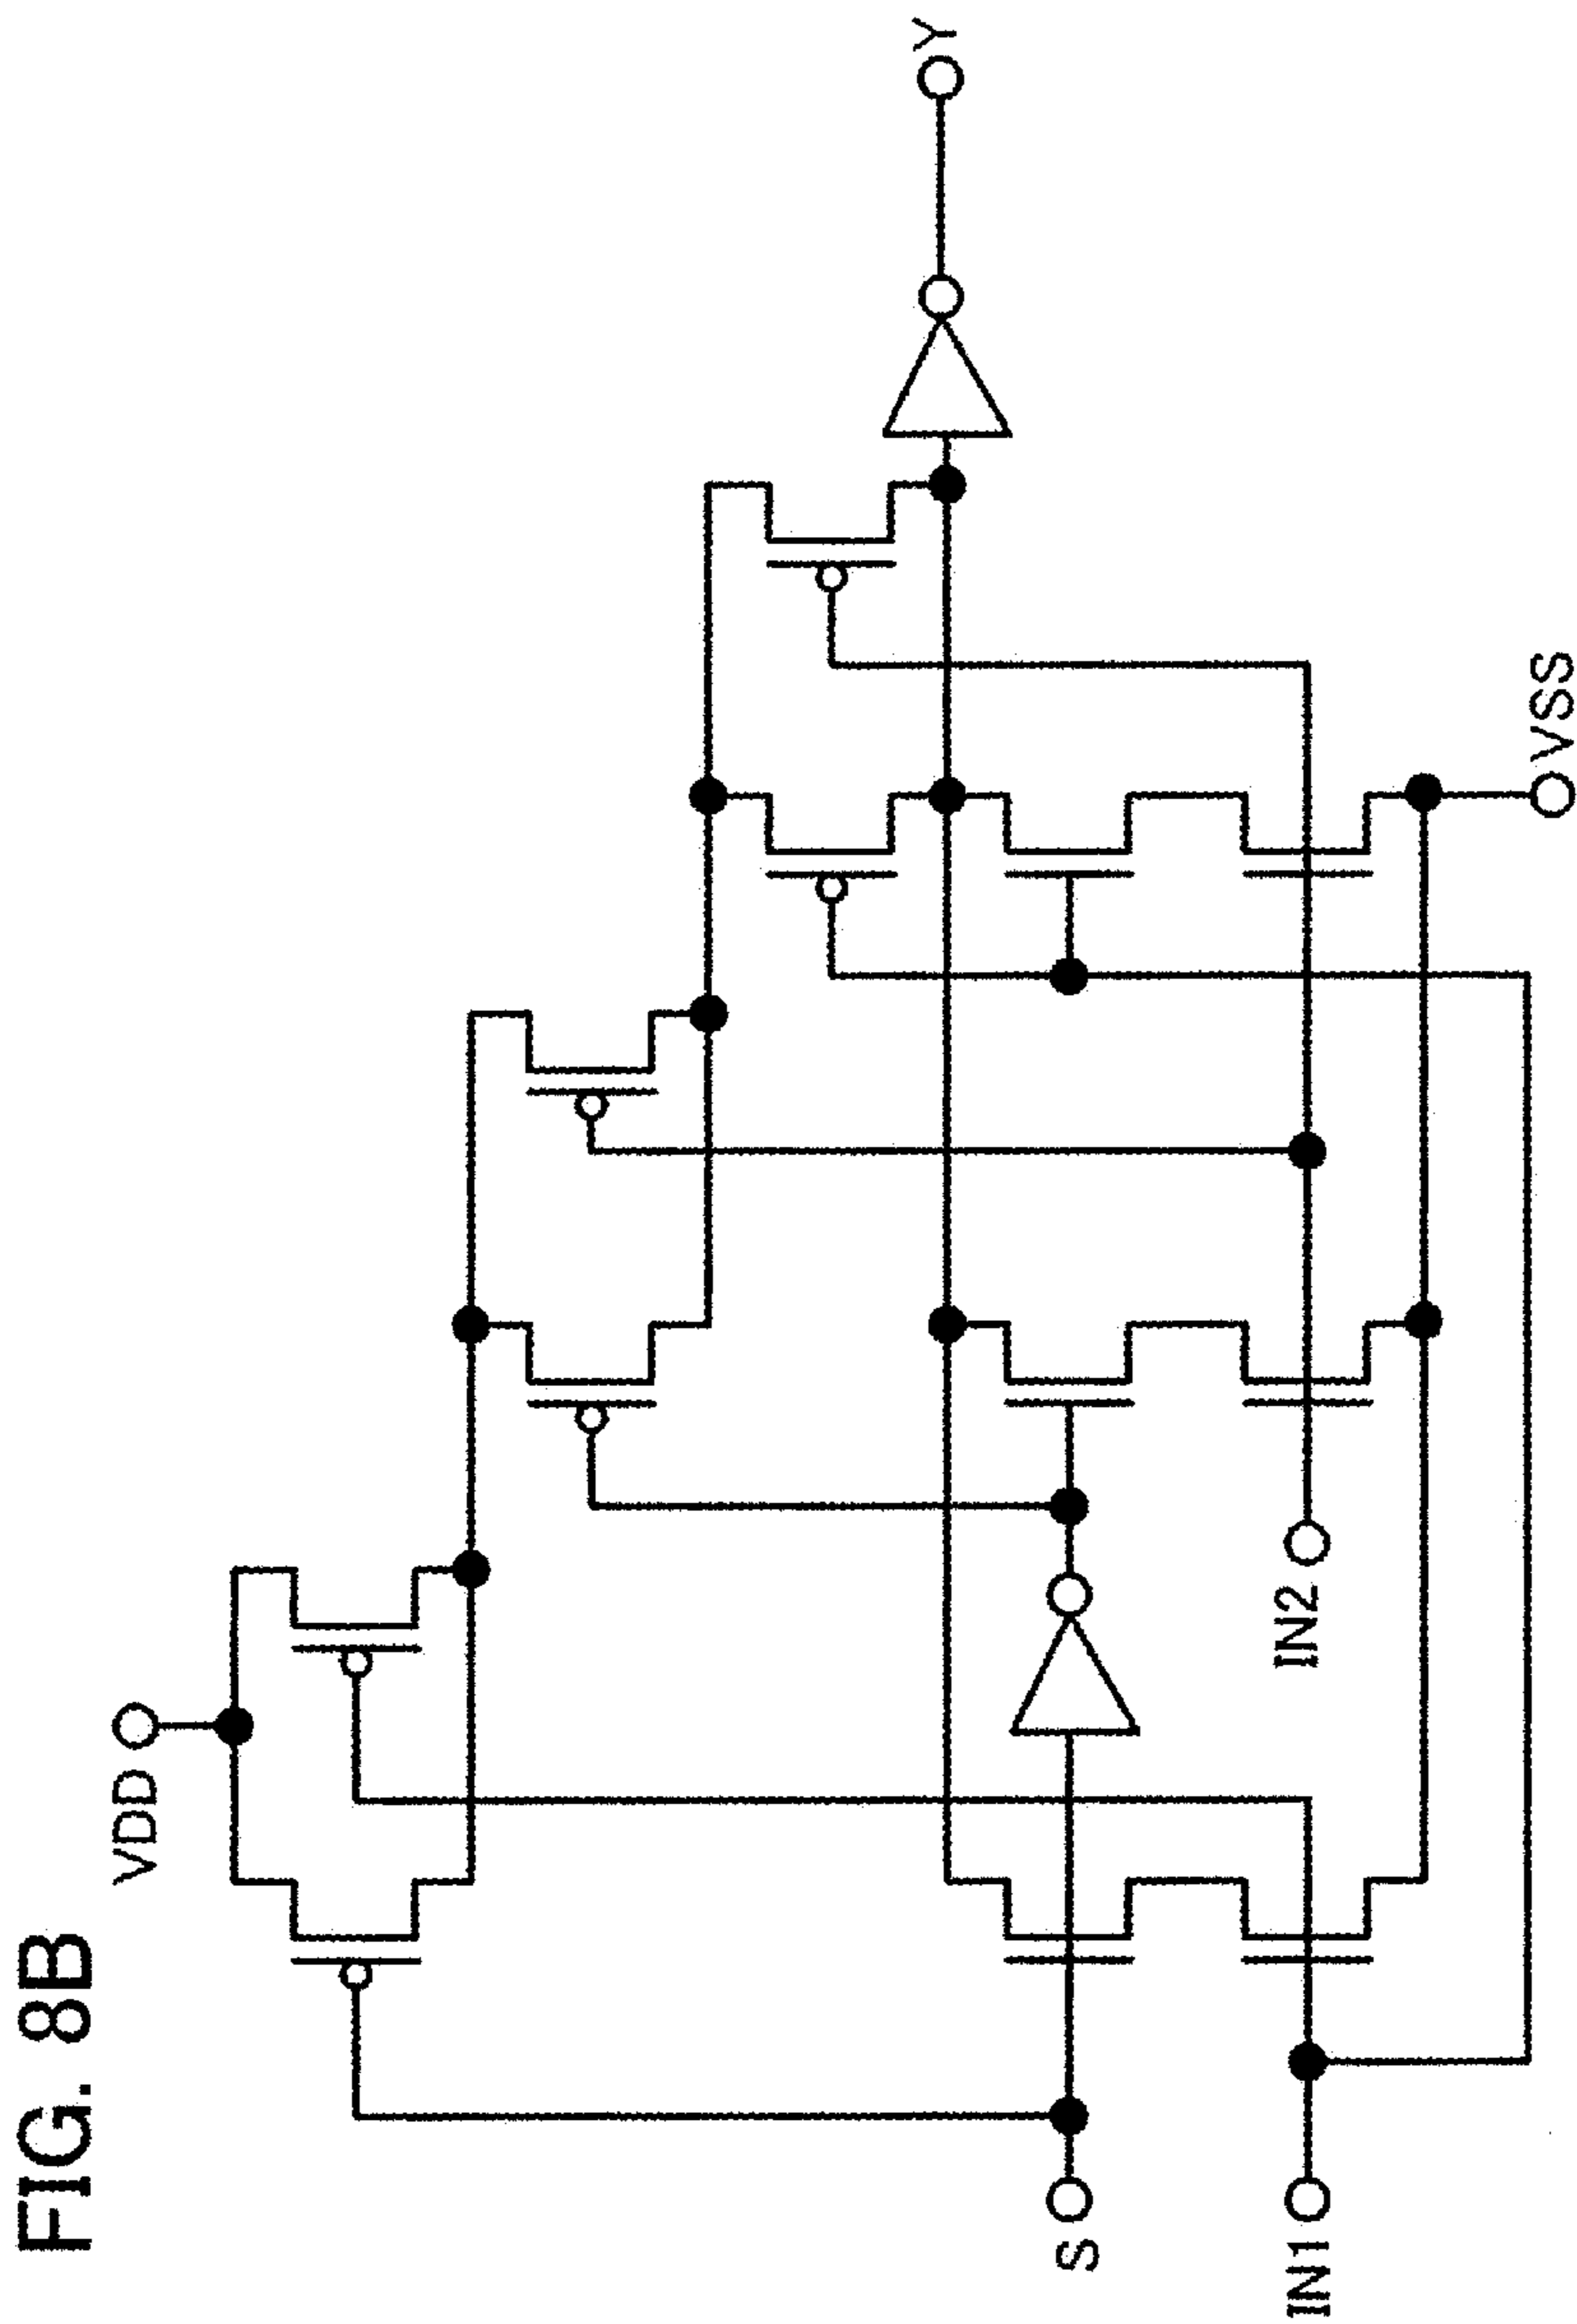 FIG. 8B
VDD
S
IN1
IN2
VSS
Y